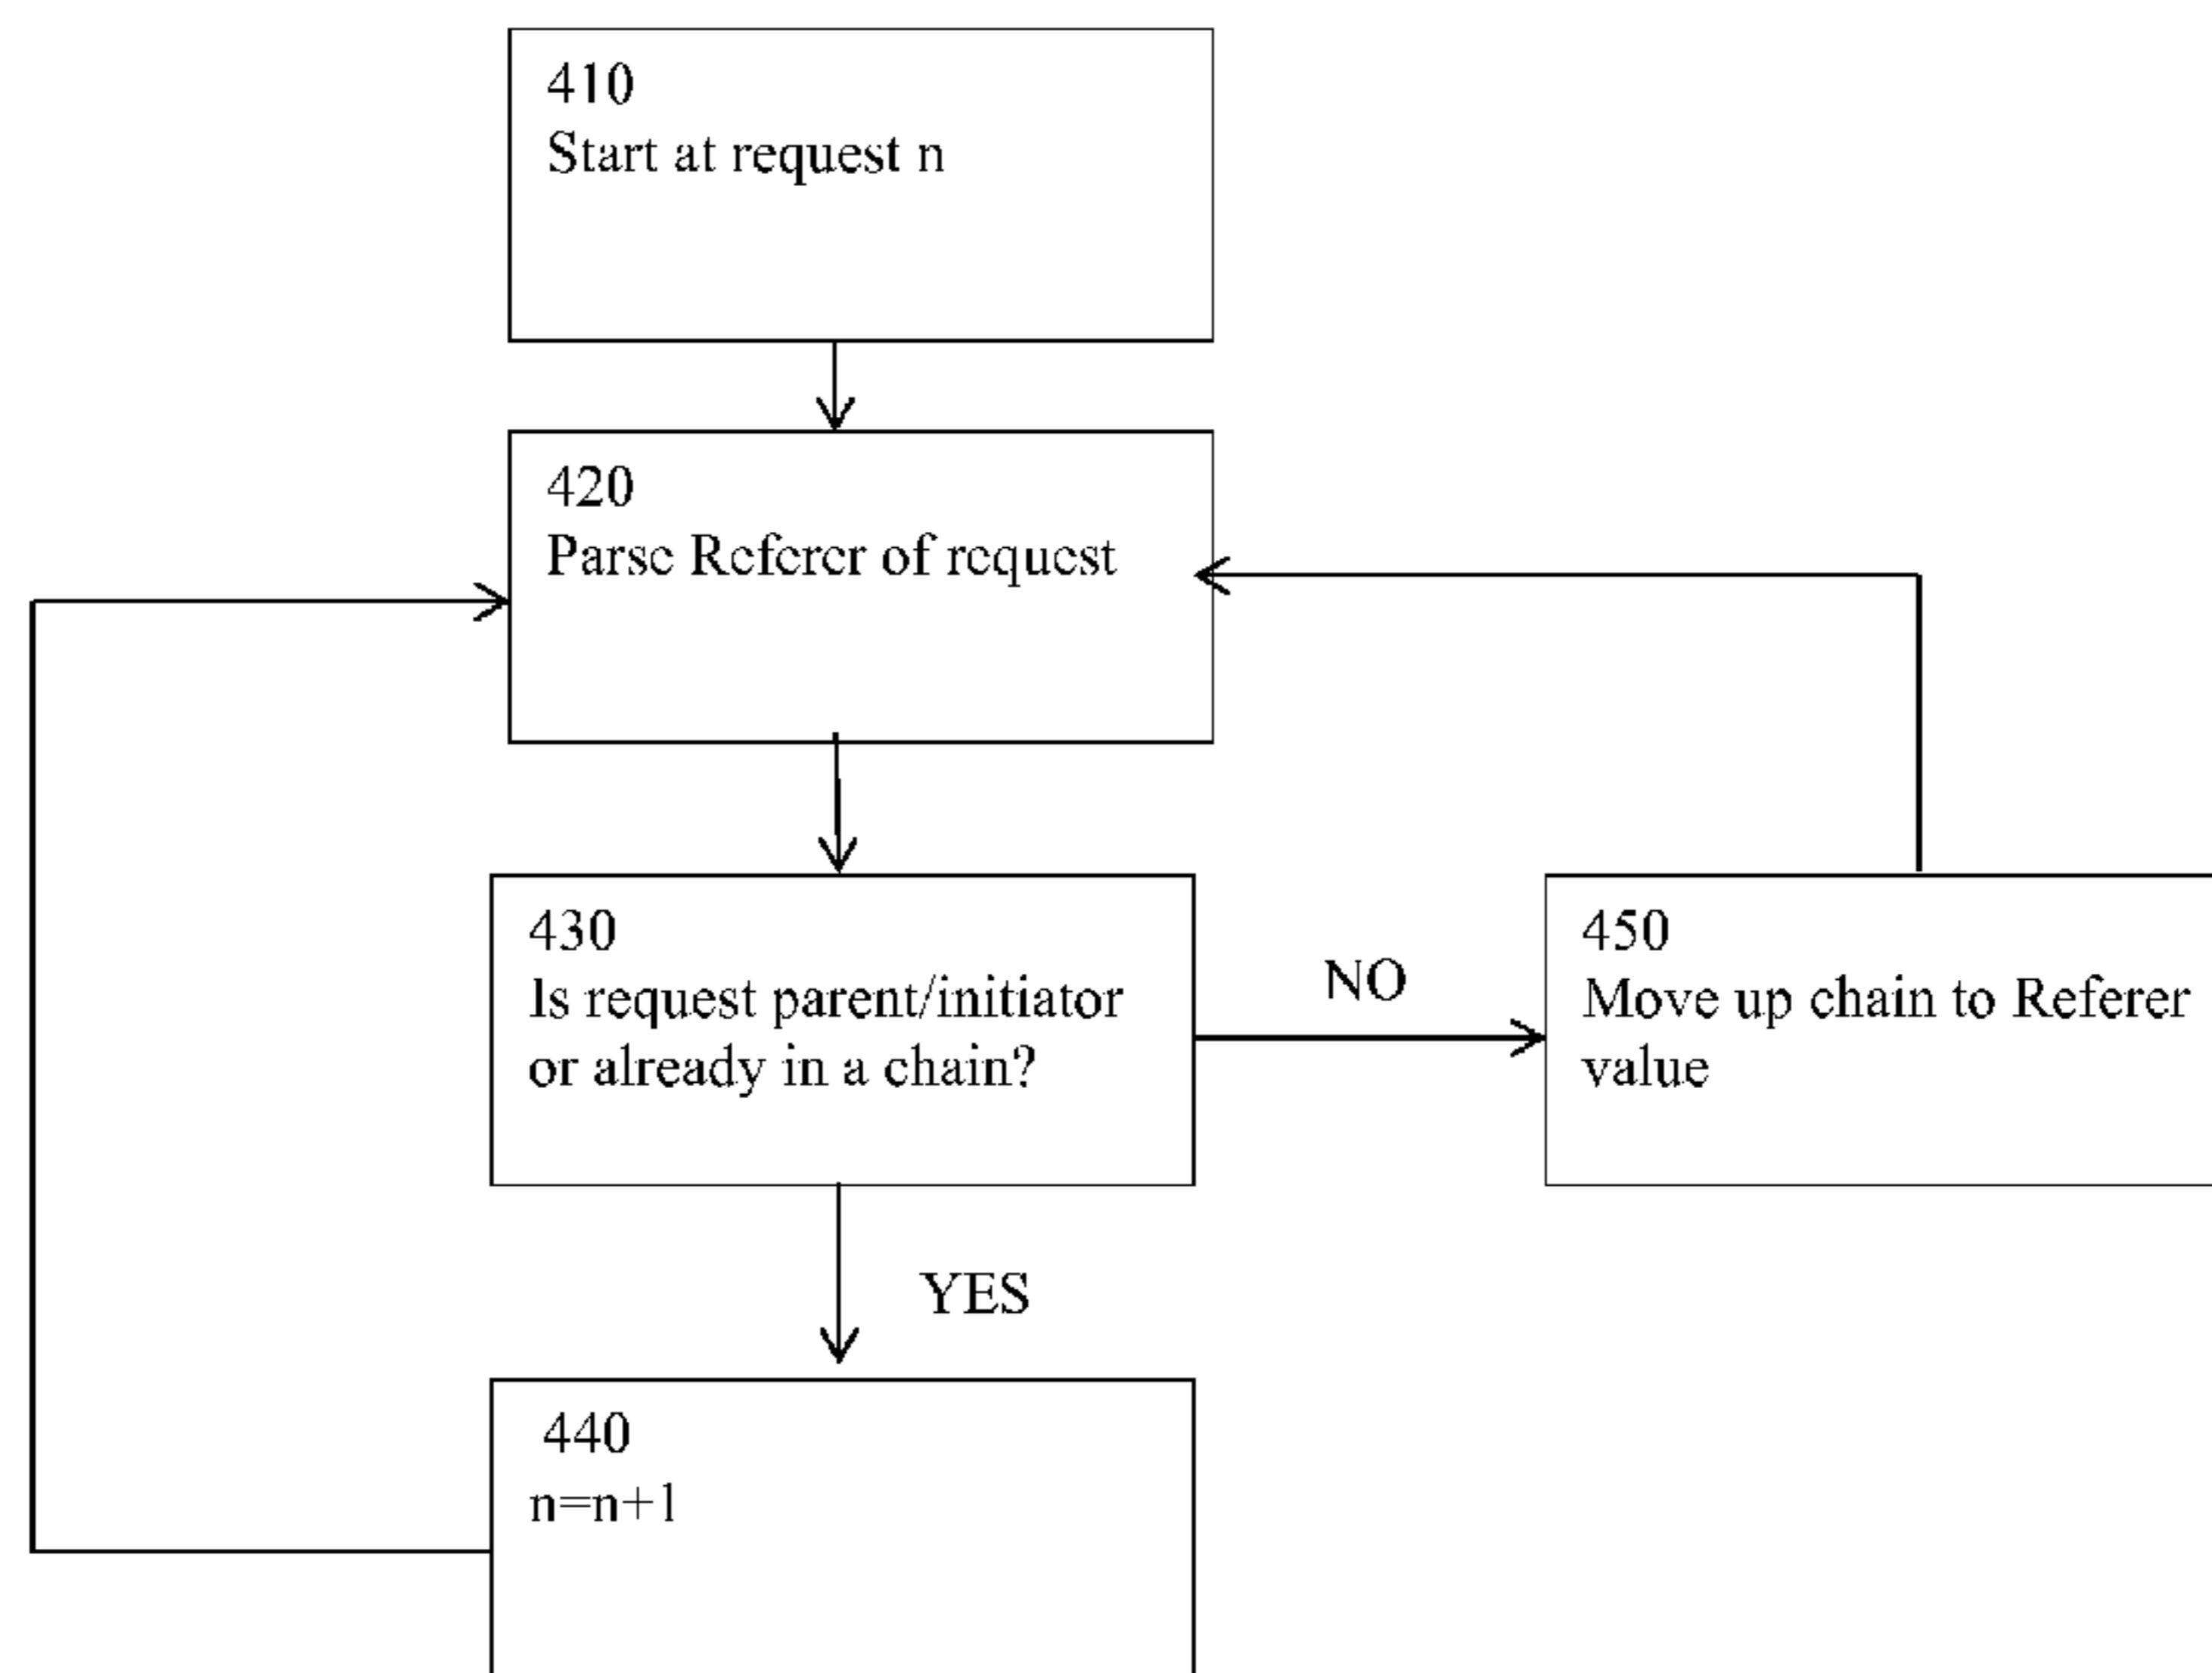 410
Start at request n
420
Parse Referer of request
430
Is request parent/initiator
or already in a chain?
NO
450
Move up chain to Referer
value
YES
440
n=n+1